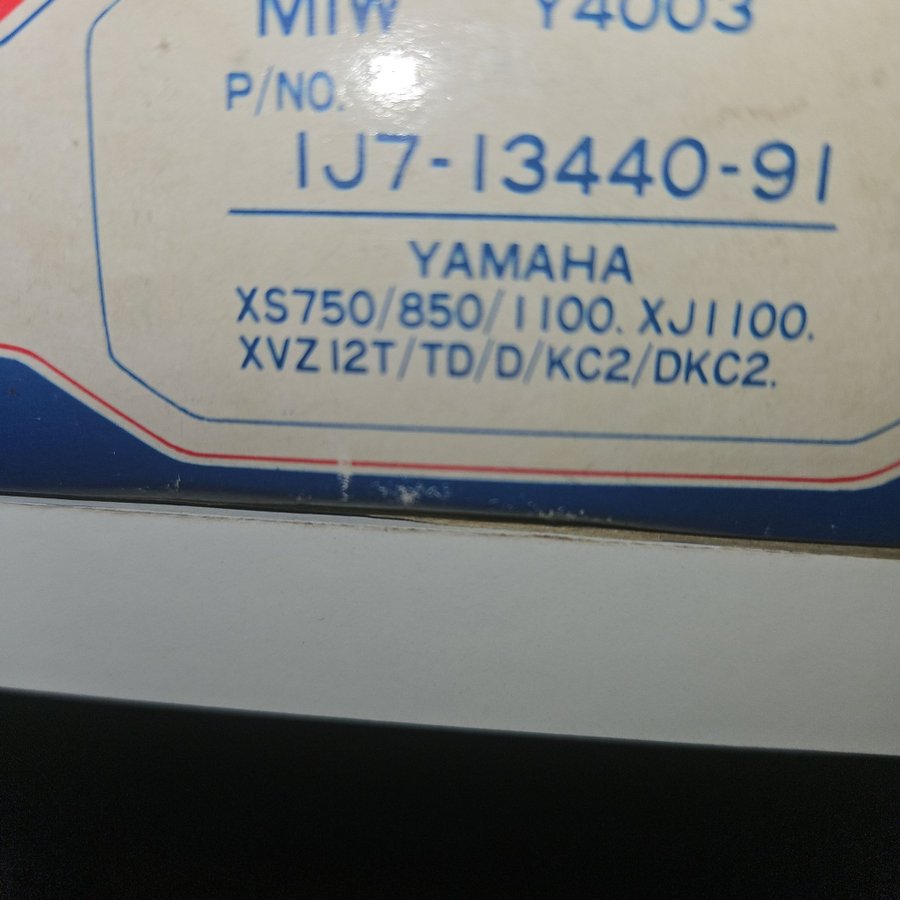 MIW Y4003
P/NO.
1J7-13440-91
YAMAHA
XS750/850/1100. XJ1100.
XVZ12T/TD/D/KC2/DKC2.